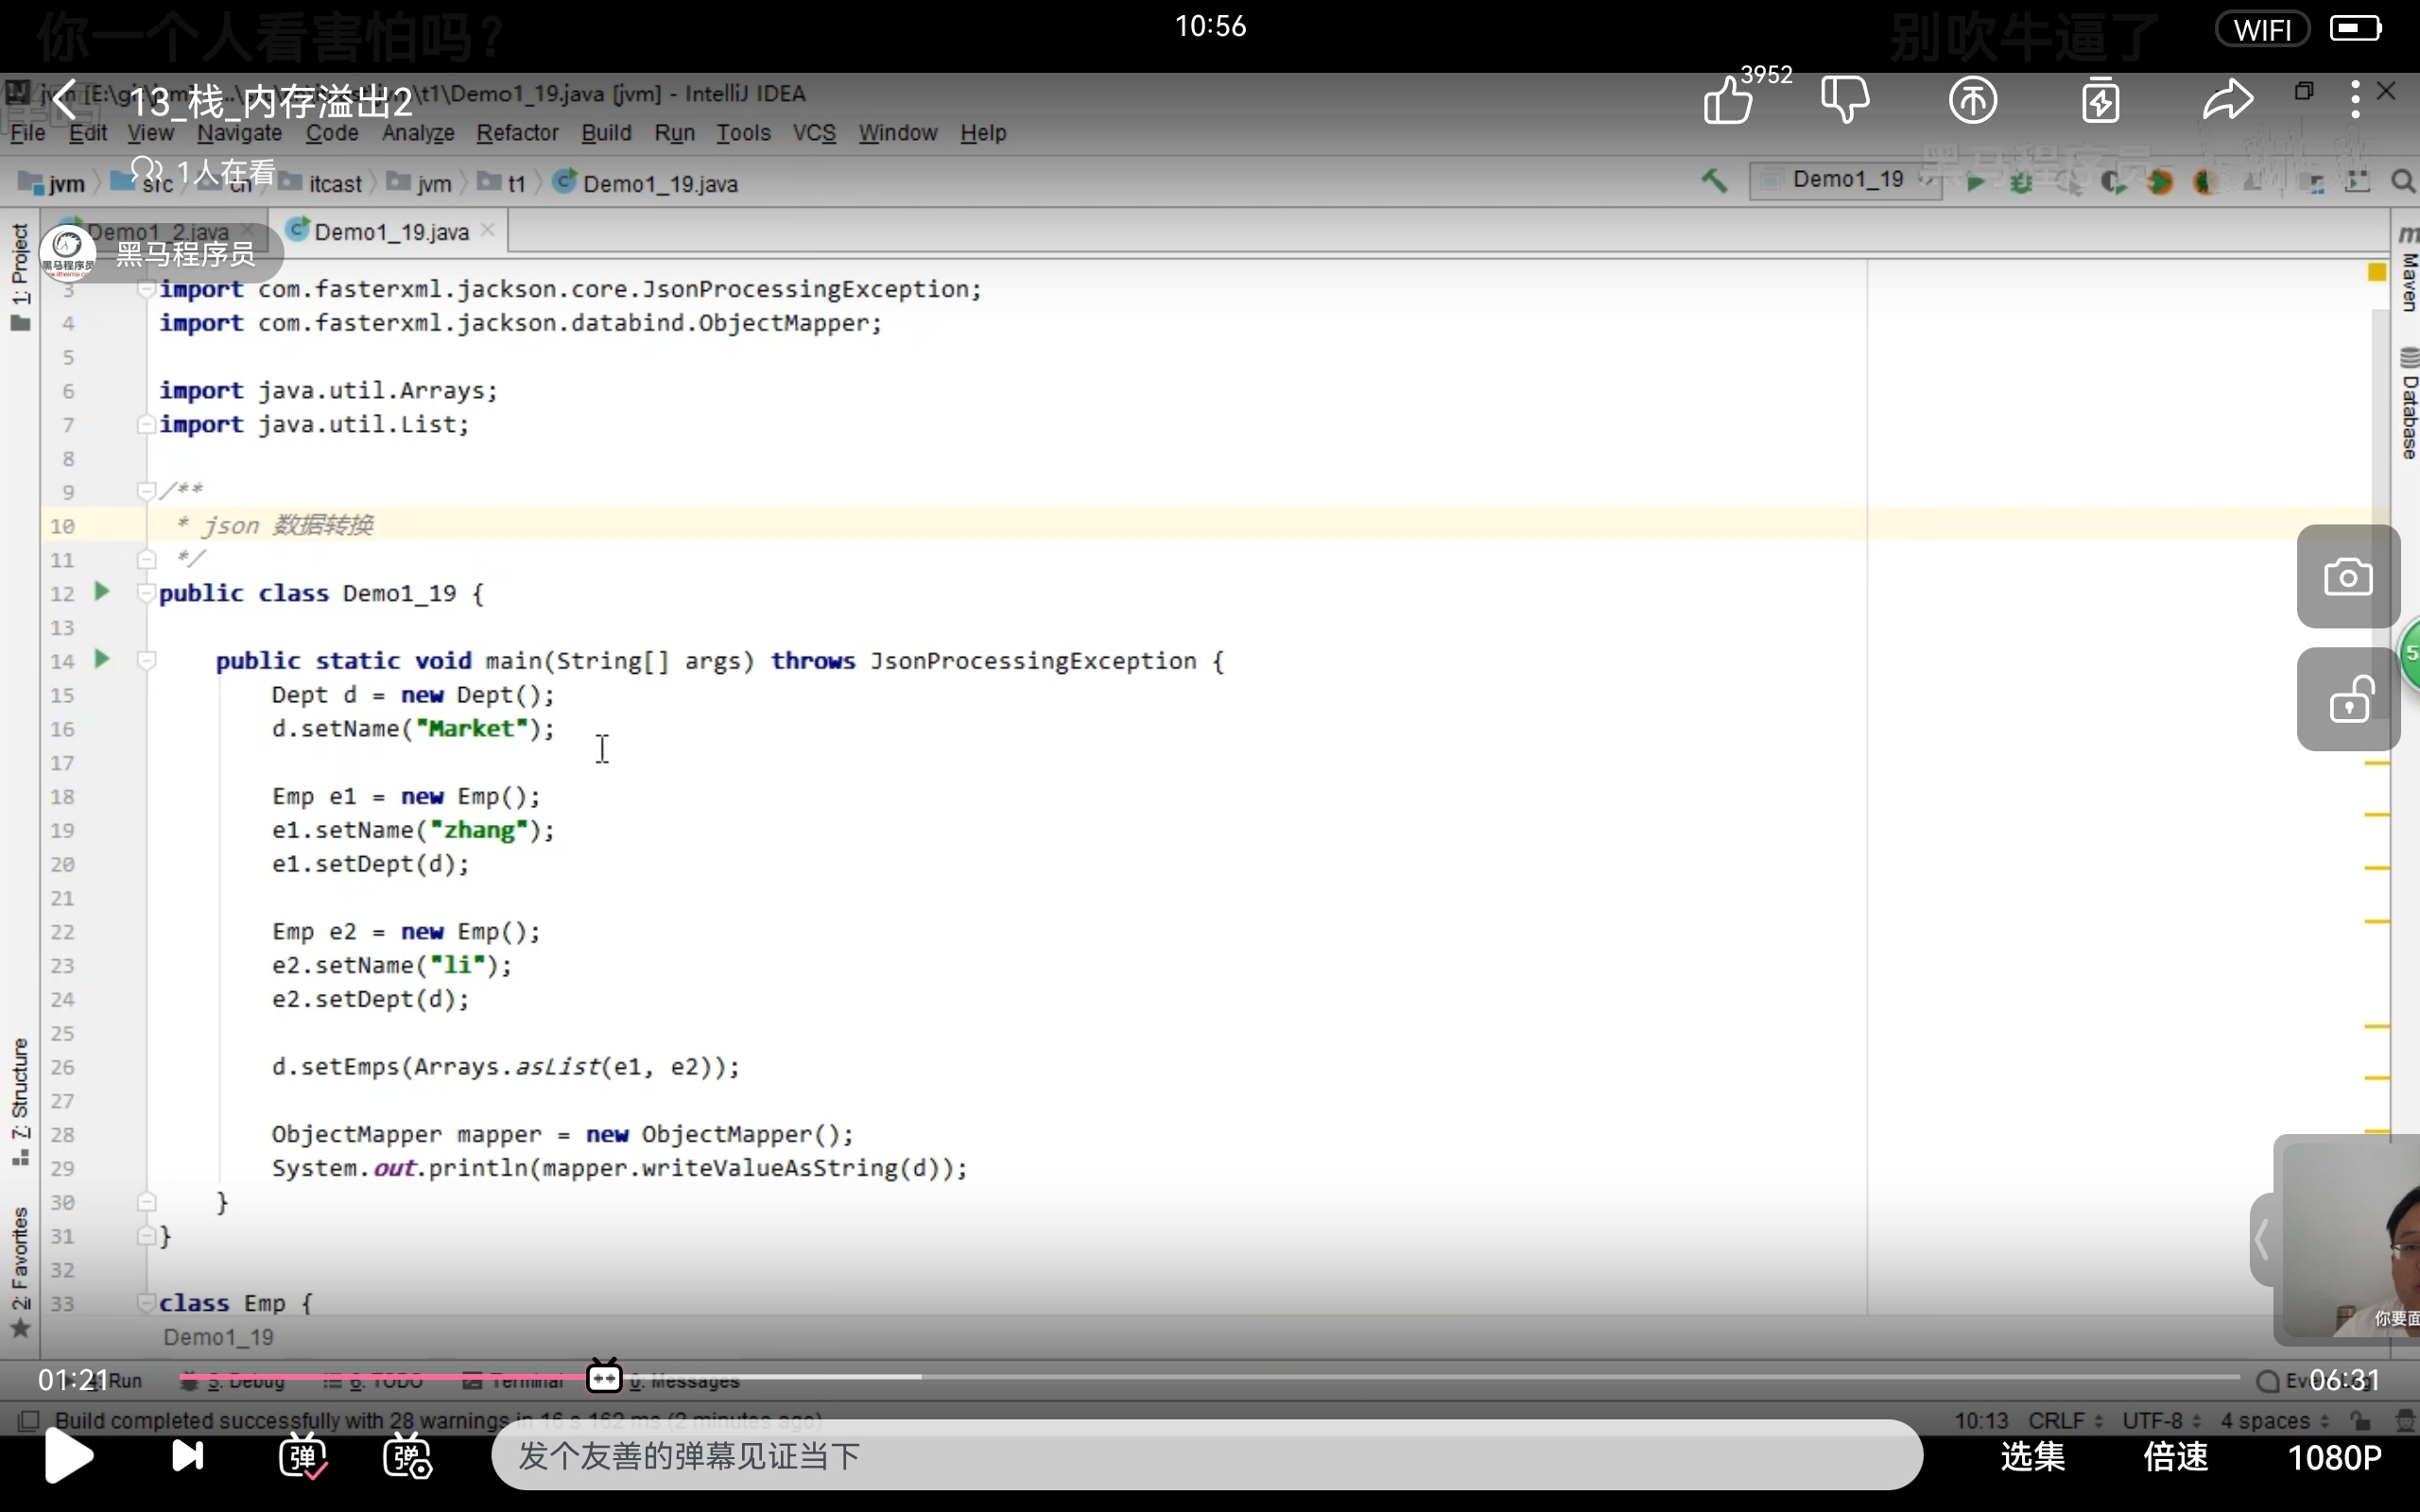 你一个人看害怕吗？
别吹牛逼了
10:56
WIFI
13_栈_内存溢出2
3952
\t1\Demo1_19.java [jvm] - IntelliJ IDEA
File Edit View Navigate Code Analyze Refactor Build Run Tools VCS Window Help
1人在看
jvm src cn itcast jvm t1 Demo1_19.java
Demo1_19
黑马程序员
Demo1_2.java Demo1_19.java
黑马程序员
1: Project
Maven
Database
3 import com.fasterxml.jackson.core.JsonProcessingException;
4 import com.fasterxml.jackson.databind.ObjectMapper;
5
6 import java.util.Arrays;
7 import java.util.List;
8
9 /**
10 * json 数据转换
11 */
12 public class Demo1_19 {
13
14 public static void main(String[] args) throws JsonProcessingException {
15 Dept d = new Dept();
16 d.setName("Market");
17
18 Emp e1 = new Emp();
19 e1.setName("zhang");
20 e1.setDept(d);
21
22 Emp e2 = new Emp();
23 e2.setName("li");
24 e2.setDept(d);
25
26 d.setEmps(Arrays.asList(e1, e2));
27
28 ObjectMapper mapper = new ObjectMapper();
29 System.out.println(mapper.writeValueAsString(d));
30 }
31 }
32
33 class Emp {
7: Structure
2: Favorites
你要面
Demo1_19
01:21
Run 5: Debug 6: TODO Terminal 0: Messages
06:31
Build completed successfully with 28 warnings in 16 s 162 ms (2 minutes ago)
10:13 CRLF UTF-8 4 spaces
弹 弹
发个友善的弹幕见证当下
选集 倍速 1080P